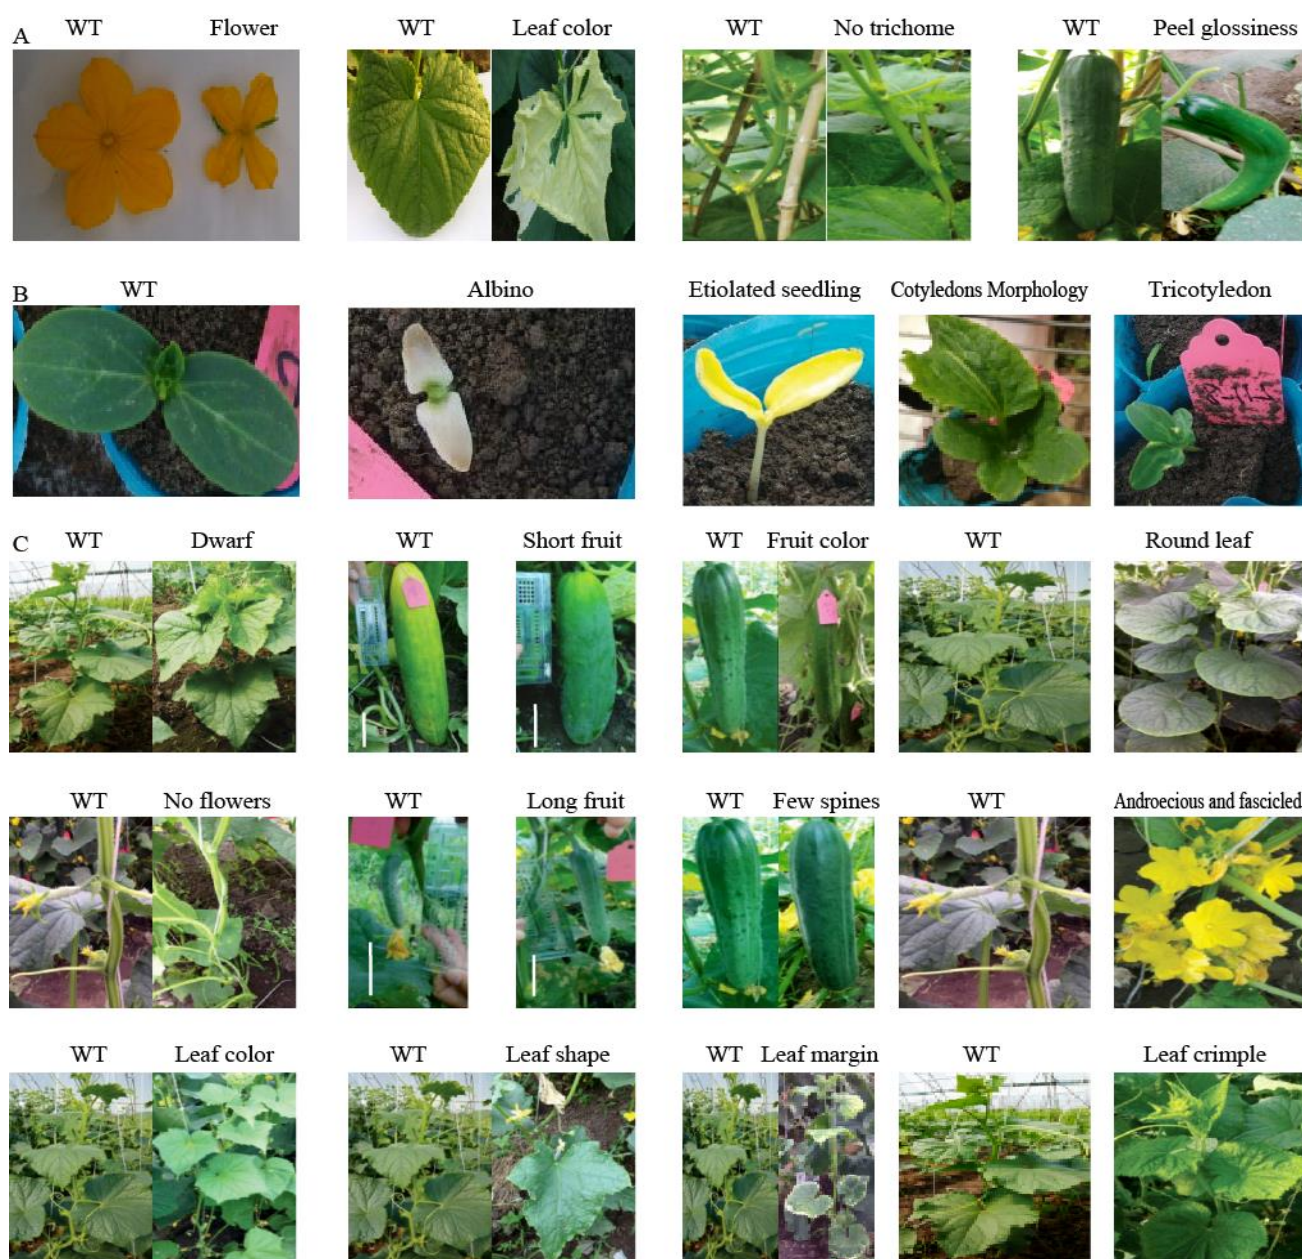 A WT Flower WT Leaf color WT No trichome WT Peel glossiness
B WT Albino Etiolated seedling Cotyledons Morphology Tricotyledon
C WT Dwarf WT Short fruit WT Fruit color WT Round leaf
WT No flowers WT Long fruit WT Few spines WT Androecious and fascicled
WT Leaf color WT Leaf shape WT Leaf margin WT Leaf crimple